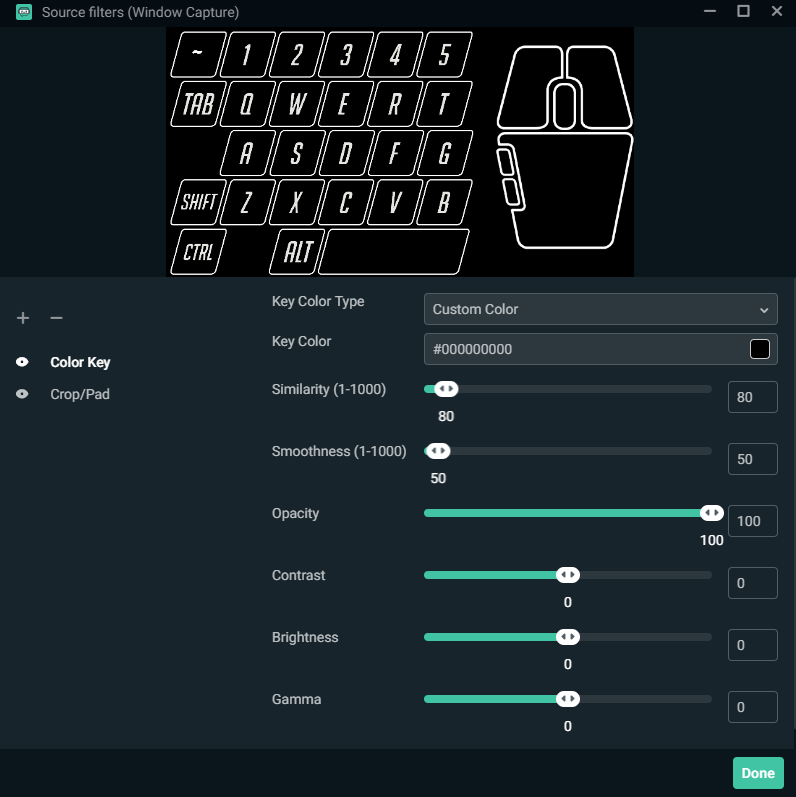 Source filters (Window Capture)
~ 1 2 3 4 5
TAB Q W E R T
A S D F G
SHIFT Z X C V B
CTRL ALT
Key Color Type
Custom Color
Key Color
#000000000
Color Key
Crop/Pad
Similarity (1-1000)
80
80
Smoothness (1-1000)
50
50
Opacity
100
100
Contrast
0
0
Brightness
0
0
Gamma
0
0
Done